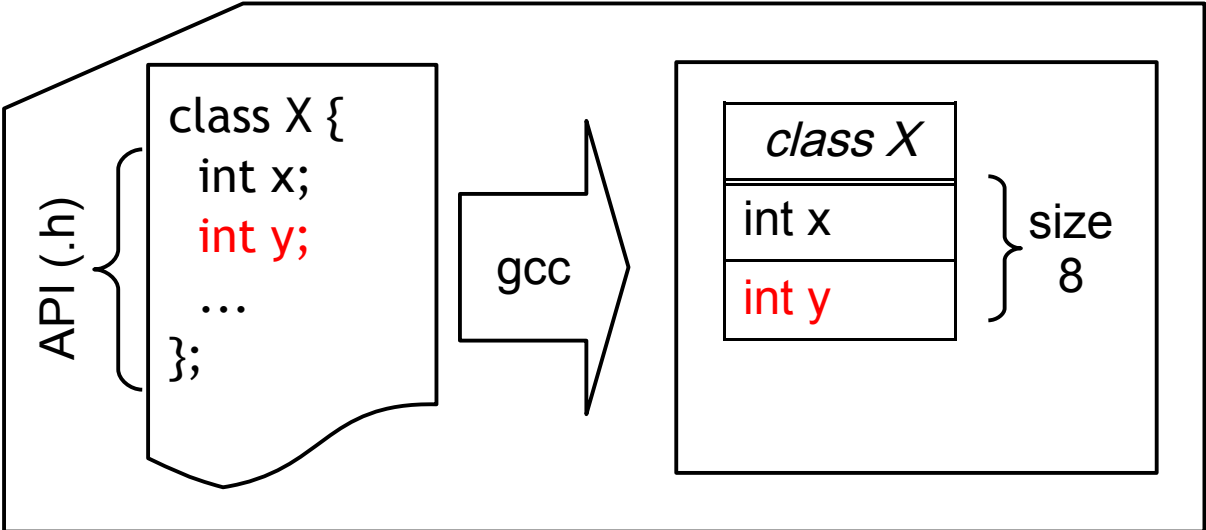 API (.h)
class X {
int x;
int y;
...
};
gcc
class X
int x
int y
size
8